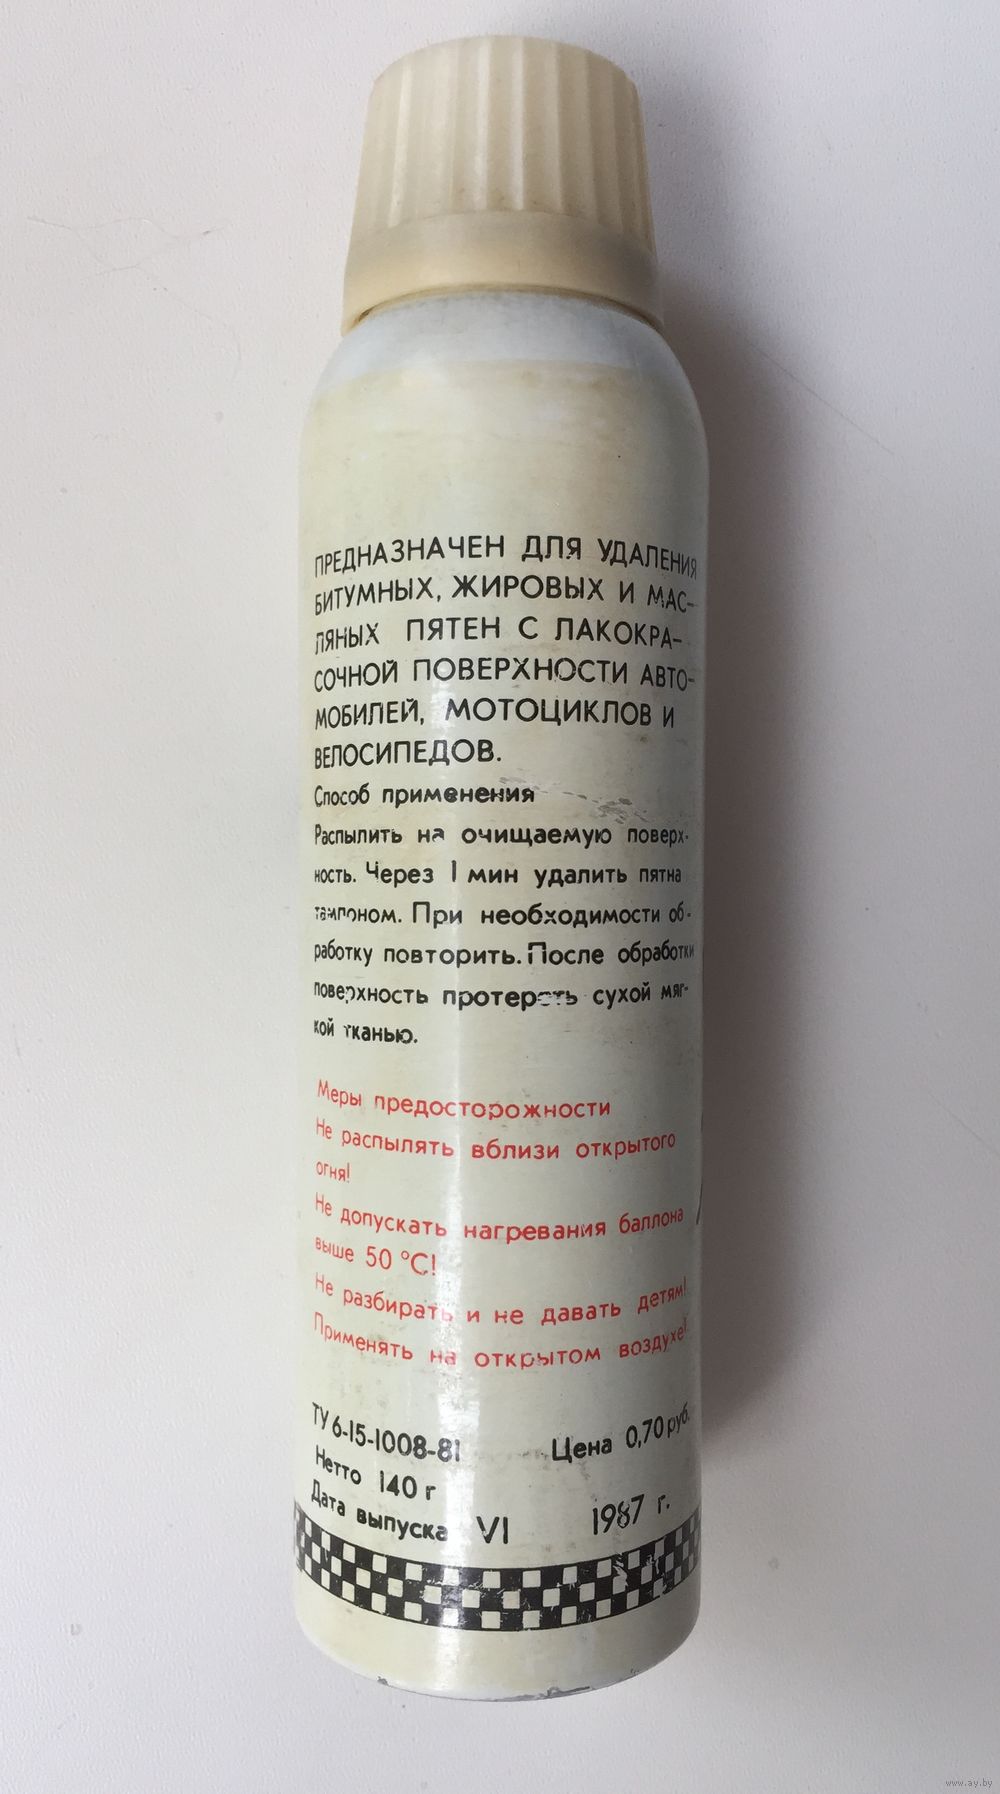 ПРЕДНАЗНАЧЕН ДЛЯ УДАЛЕНИЯ
БИТУМНЫХ, ЖИРОВЫХ И МАС-
ЛЯНЫХ ПЯТЕН С ЛАКОКРА-
СОЧНОЙ ПОВЕРХНОСТИ АВТО-
МОБИЛЕЙ, МОТОЦИКЛОВ И
ВЕЛОСИПЕДОВ.
Способ применения
Распылить на очищаемую поверх-
ность. Через 1 мин удалить пятна
тампоном. При необходимости об-
работку повторить. После обработки
поверхность протереть сухой мяг-
кой тканью.
Меры предосторожности
Не распылять вблизи открытого
огня!
Не допускать нагревания баллона
выше 50 °С!
Не разбирать и не давать детям!
Применять на открытом воздухе!
ТУ 6-15-1008-81
Цена 0,70 руб.
Нетто 140 г
Дата выпуска VI 1987 г.
www.ay.by